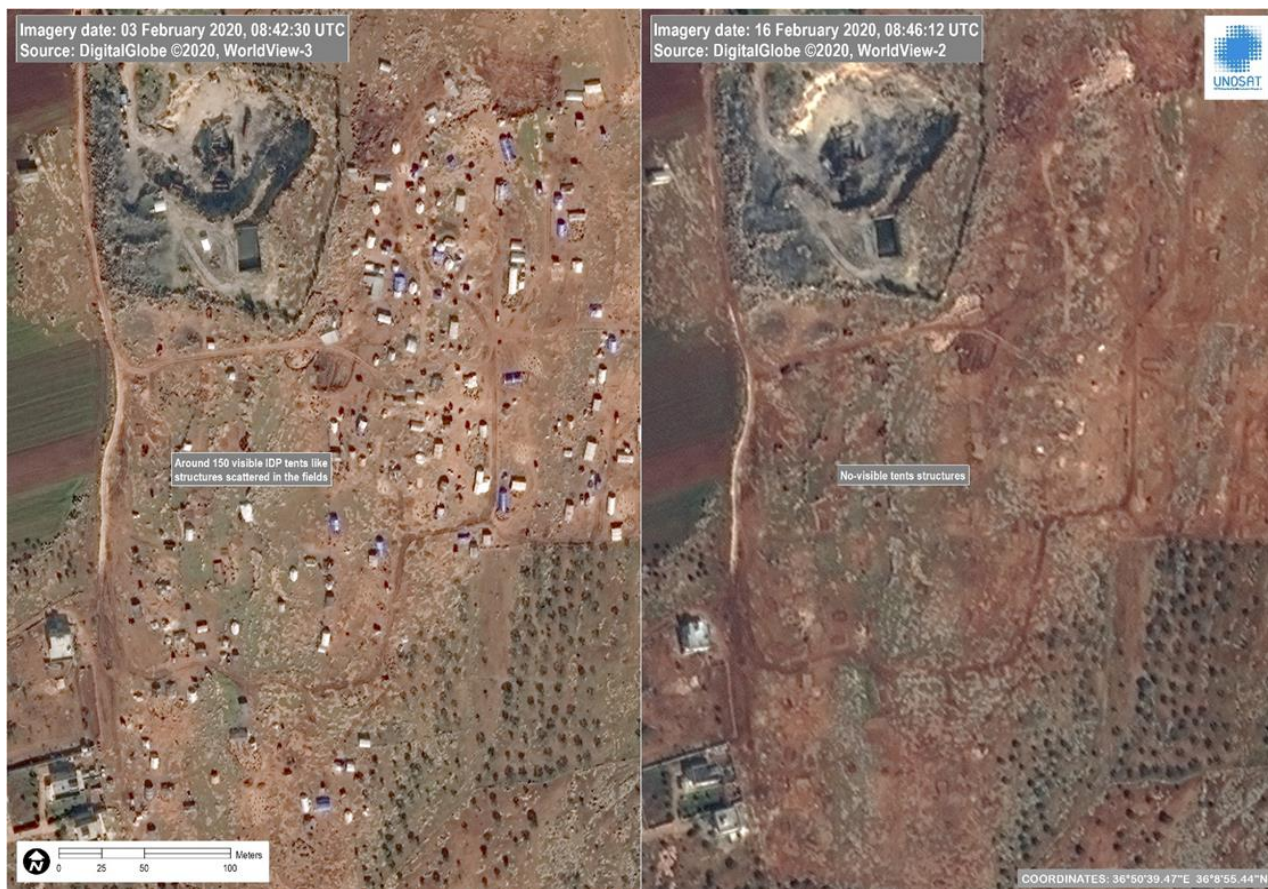 Imagery date: 03 February 2020, 08:42:30 UTC
Source: DigitalGlobe ©2020, WorldView-3
Imagery date: 16 February 2020, 08:46:12 UTC
Source: DigitalGlobe ©2020, WorldView-2
UNOSAT
Around 150 visible IDP tents like
structures scattered in the fields
No-visible tents structures
N
0 25 50 100
Meters
COORDINATES: 36°50'39.47"E 36°8'55.44"N